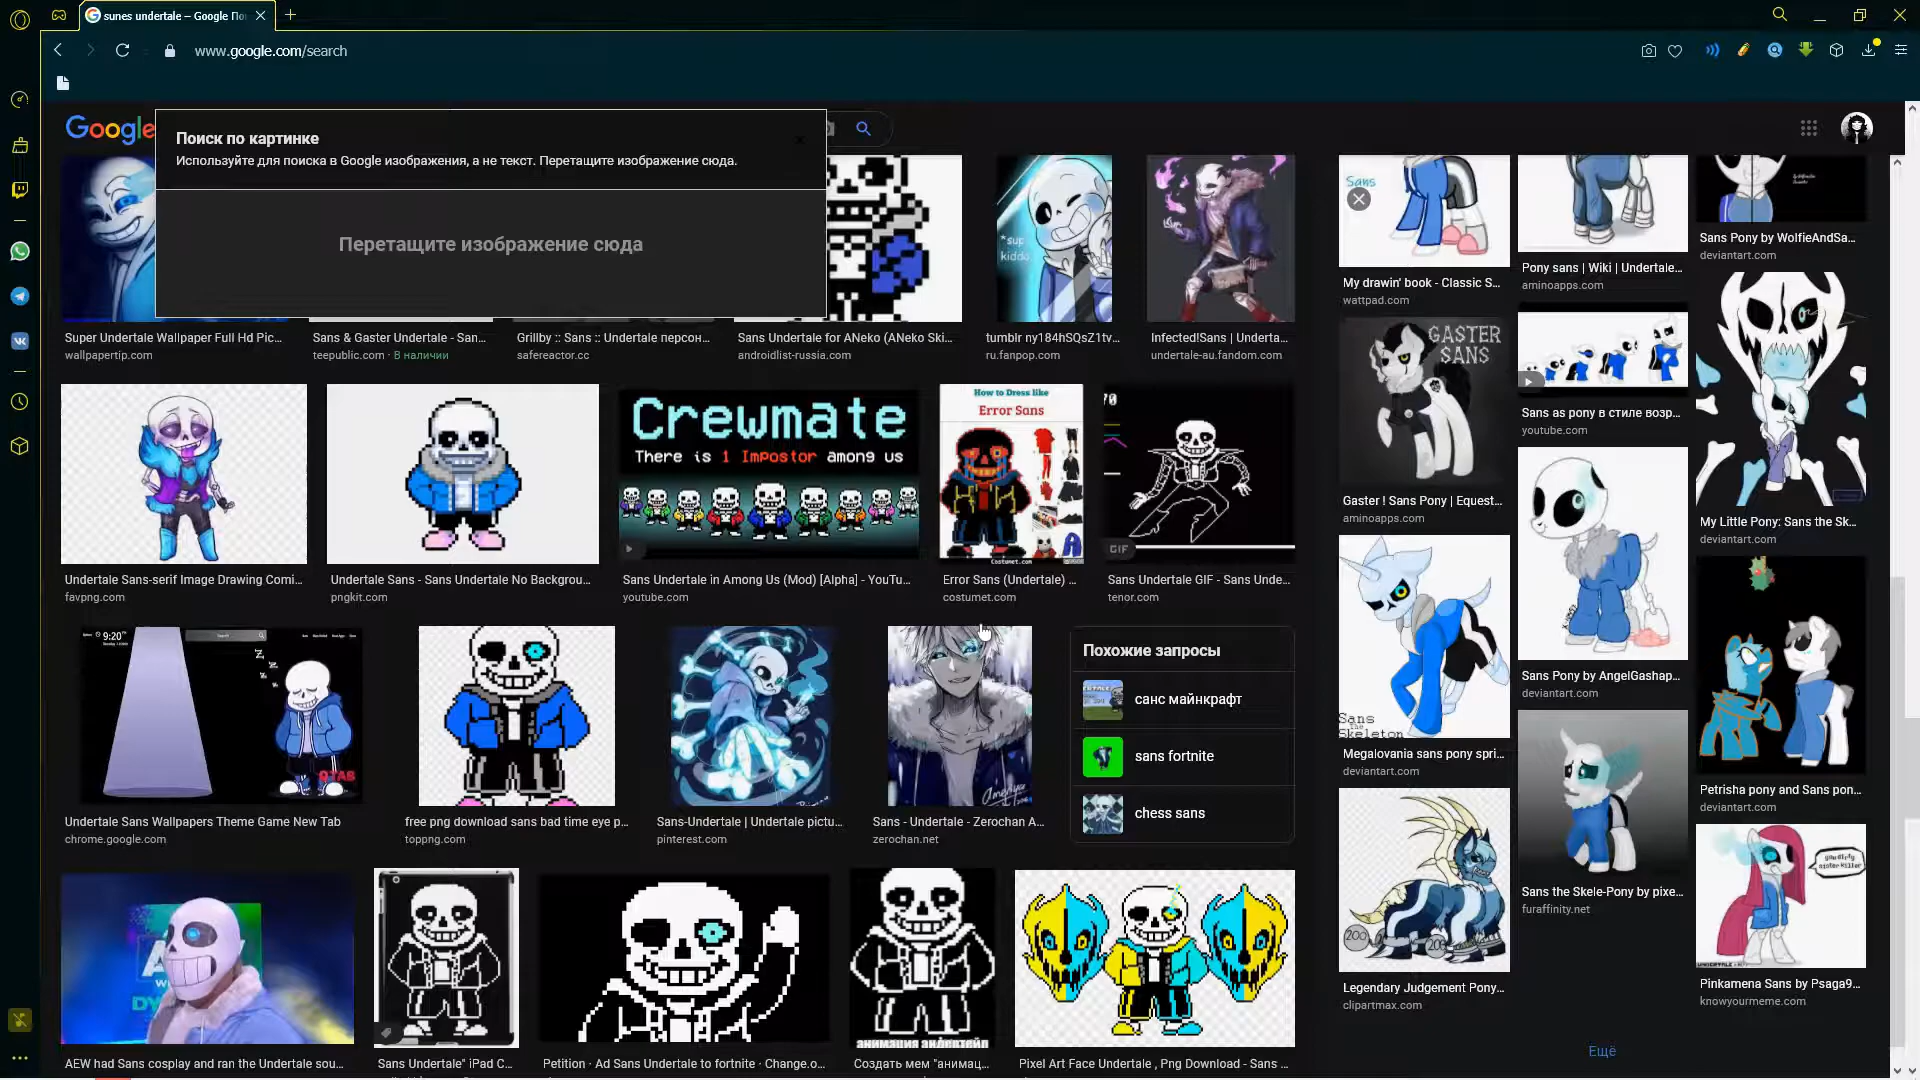 sunes undertale – Google По
www.google.com/search
Google
Поиск по картинке
Используйте для поиска в Google изображения, а не текст. Перетащите изображение сюда.
Перетащите изображение сюда
*sup
kiddo
Super Undertale Wallpaper Full Hd Pic...
wallpapertip.com
Sans & Gaster Undertale - San...
teepublic.com · В наличии
Grillby :: Sans :: Undertale персон...
safereactor.cc
Sans Undertale for ANeko (ANeko Ski...
androidlist-russia.com
tumblr ny184hSQsZ1tv...
ru.fanpop.com
Infected!Sans | Underta...
undertale-au.fandom.com
Crewmate
There is 1 Impostor among us
How to Dress like
Error Sans
Costumet.com
70
GIF
Undertale Sans-serif Image Drawing Comi...
favpng.com
Undertale Sans - Sans Undertale No Backgrou...
pngkit.com
Sans Undertale in Among Us (Mod) [Alpha] - YouTu...
youtube.com
Error Sans (Undertale) ...
costumet.com
Sans Undertale GIF - Sans Unde...
tenor.com
9:20
QTAB
Undertale Sans Wallpapers Theme Game New Tab
chrome.google.com
free png download sans bad time eye p...
toppng.com
Sans-Undertale | Undertale pictu...
pinterest.com
Sans - Undertale - Zerochan A...
zerochan.net
Похожие запросы
санс майнкрафт
sans fortnite
chess sans
анимация андертейл
AEW had Sans cosplay and ran the Undertale sou...
Sans Undertale" iPad C...
Petition · Ad Sans Undertale to fortnite · Change.o...
Создать мем "анимац...
Pixel Art Face Undertale , Png Download - Sans ...
Sans
My drawin' book - Classic S...
wattpad.com
GASTER
SANS
Gaster ! Sans Pony | Equest...
aminoapps.com
Sans
The
Skeleton
Megalovania sans pony spri...
deviantart.com
200
200
Legendary Judgement Pony...
clipartmax.com
Pony sans | Wiki | Undertale...
aminoapps.com
Sans as pony в стиле возр...
youtube.com
Sans Pony by AngelGashap...
deviantart.com
Sans the Skele-Pony by pixe...
furaffinity.net
Sans Pony by WolfieAndSa...
deviantart.com
My Little Pony: Sans the Sk...
deviantart.com
Petrisha pony and Sans pon...
deviantart.com
Pinkamena Sans by Psaga9...
knowyourmeme.com
Ещё